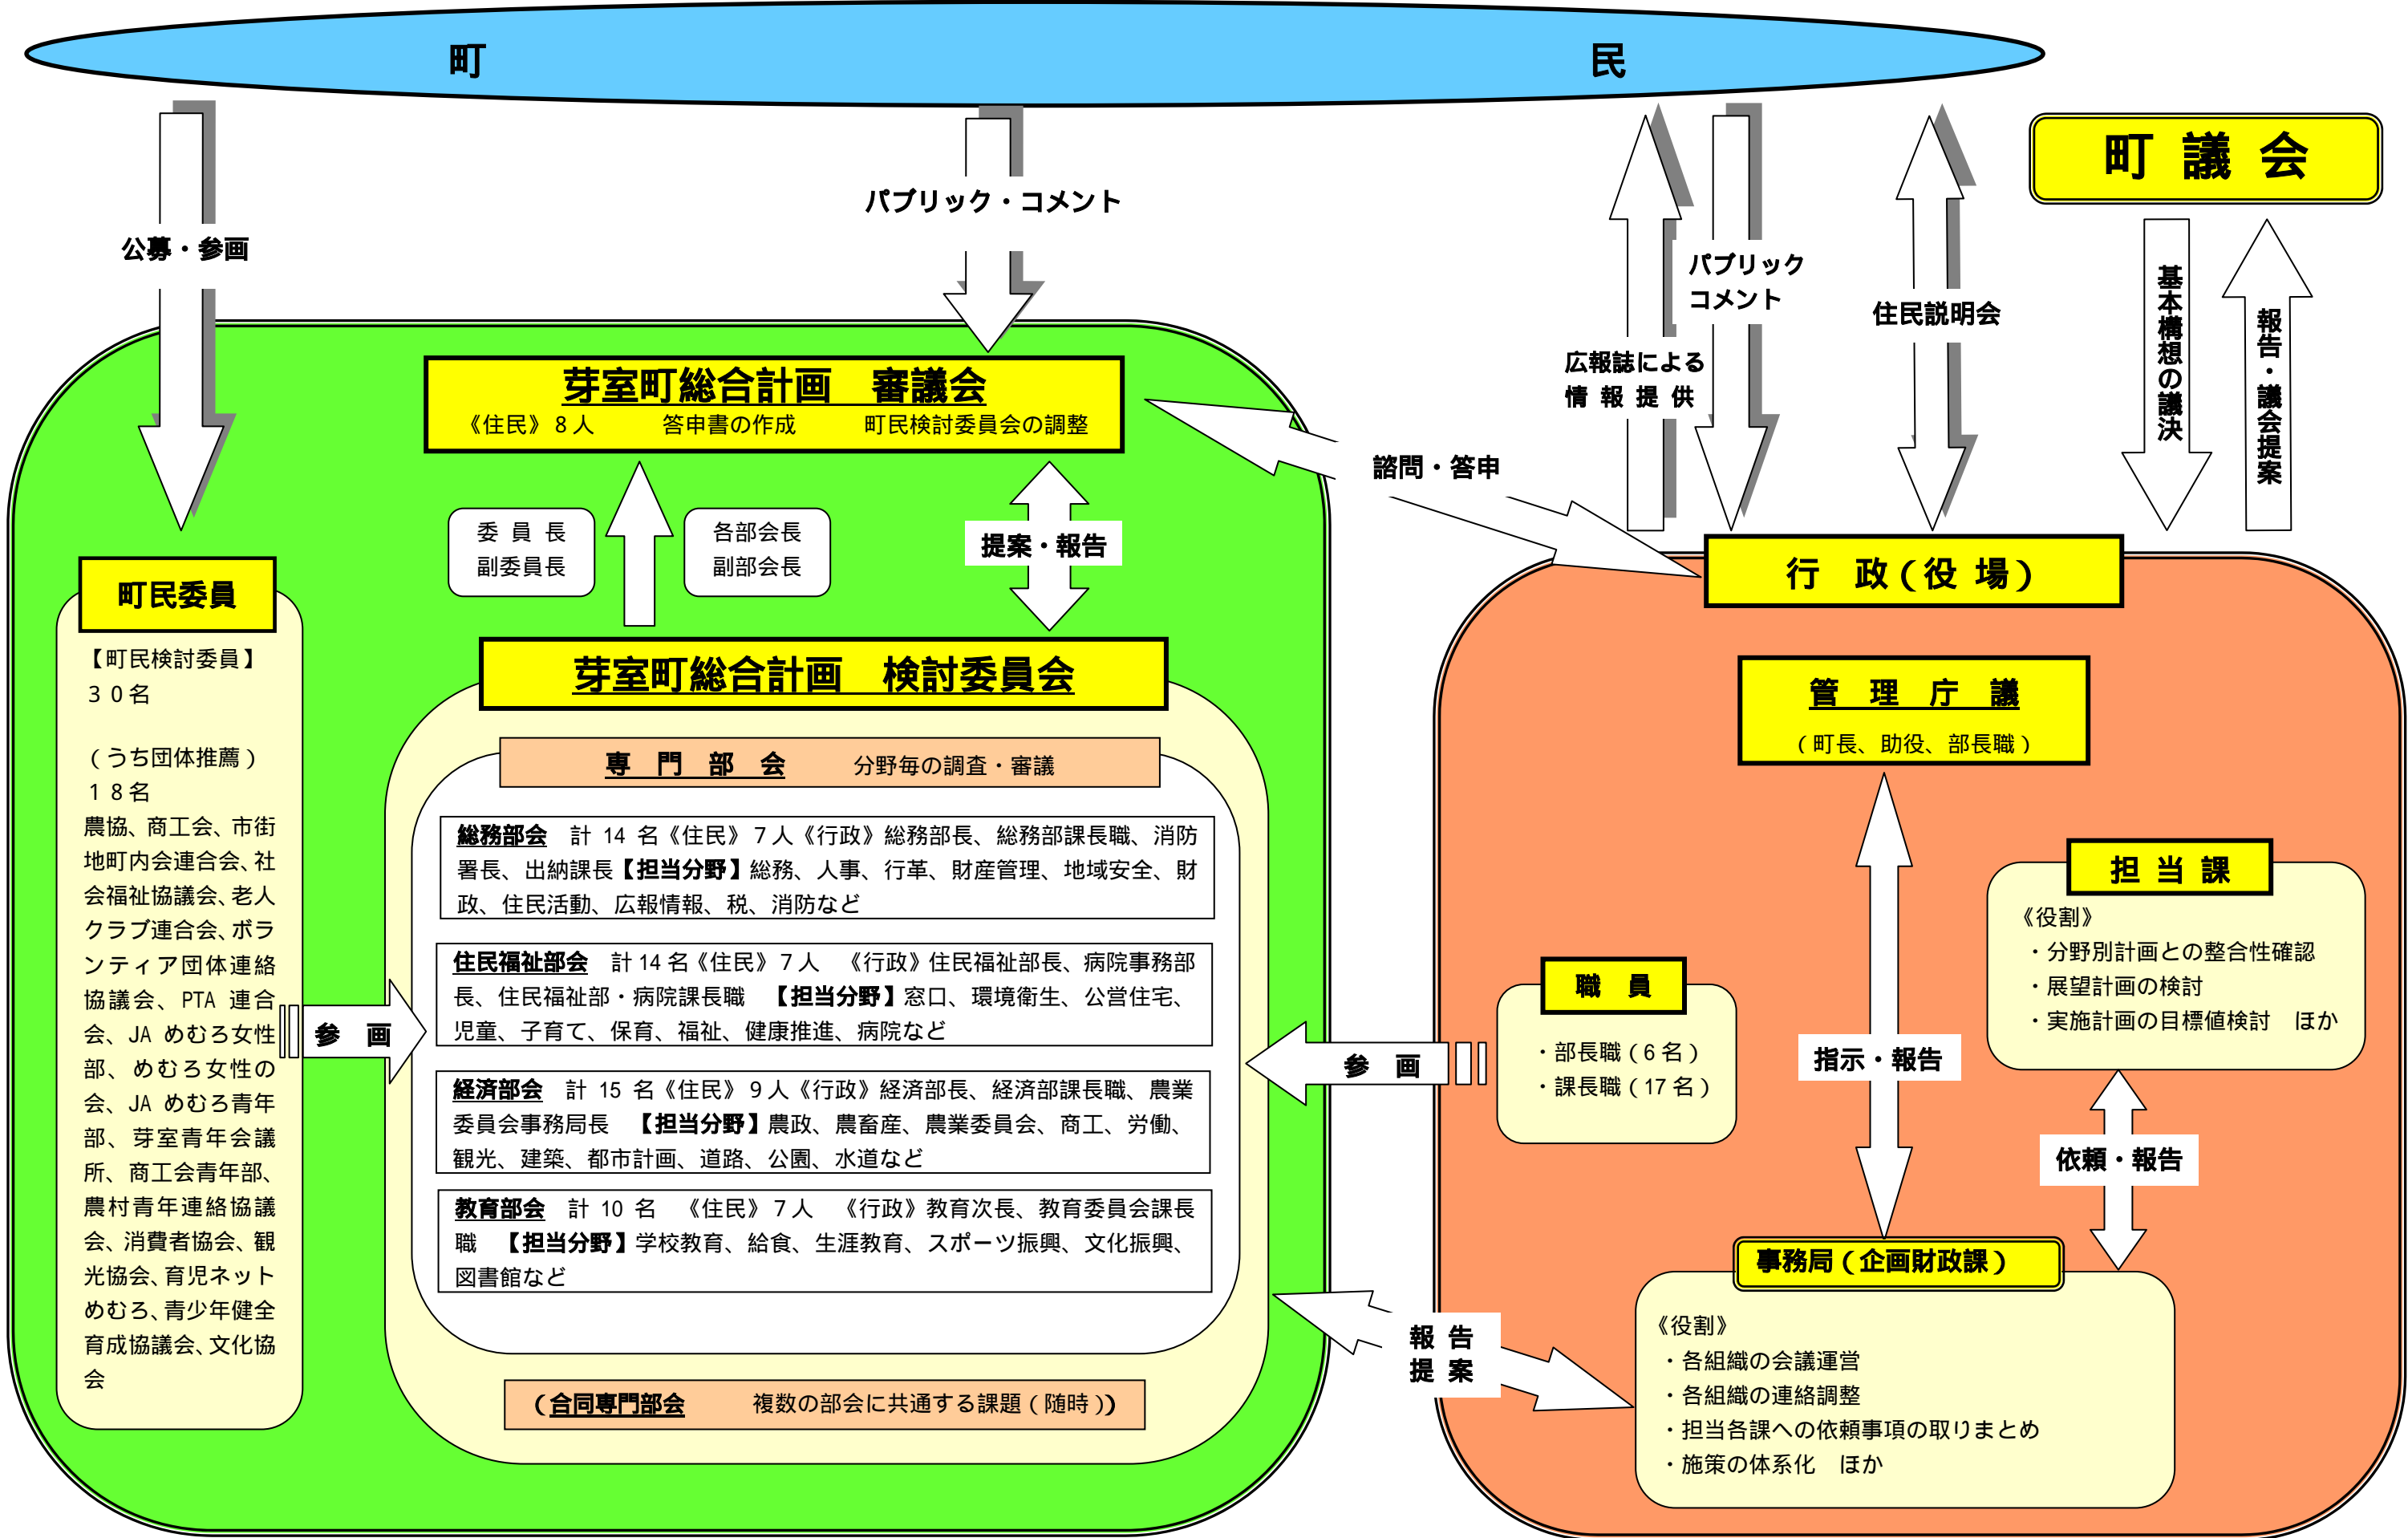 町 民
町 議 会
公募・参画
パブリック・コメント
パブリック
コメント
広報誌による
情 報 提 供
住民説明会
基本構想の議決
報告・議会提案
芽室町総合計画 審議会
《住民》8人 答申書の作成 町民検討委員会の調整
諮問・答申
委 員 長
副委員長
各部会長
副部会長
提案・報告
町民委員
【町民検討委員】
30名
(うち団体推薦)
18名
農協、商工会、市街
地町内会連合会、社
会福祉協議会、老人
クラブ連合会、ボラ
ンティア団体連絡
協議会、PTA 連合
会、JA めむろ女性
部、めむろ女性の
会、JA めむろ青年
部、芽室青年会議
所、商工会青年部、
農村青年連絡協議
会、消費者協会、観
光協会、育児ネット
めむろ、青少年健全
育成協議会、文化協
会
参 画
芽室町総合計画 検討委員会
専 門 部 会 分野毎の調査・審議
総務部会 計 14 名《住民》7人《行政》総務部長、総務部課長職、消防
署長、出納課長【担当分野】総務、人事、行革、財産管理、地域安全、財
政、住民活動、広報情報、税、消防など
住民福祉部会 計14名《住民》7人 《行政》住民福祉部長、病院事務部
長、住民福祉部・病院課長職 【担当分野】窓口、環境衛生、公営住宅、
児童、子育て、保育、福祉、健康推進、病院など
経済部会 計 15 名《住民》9人《行政》経済部長、経済部課長職、農業
委員会事務局長 【担当分野】農政、農畜産、農業委員会、商工、労働、
観光、建築、都市計画、道路、公園、水道など
教育部会 計 10 名 《住民》7人 《行政》教育次長、教育委員会課長
職 【担当分野】学校教育、給食、生涯教育、スポーツ振興、文化振興、
図書館など
(合同専門部会 複数の部会に共通する課題(随時))
参 画
報 告
提 案
行 政(役 場)
管 理 庁 議
(町長、助役、部長職)
担 当 課
《役割》
・分野別計画との整合性確認
・展望計画の検討
・実施計画の目標値検討 ほか
職 員
・部長職(6名)
・課長職(17名)
指示・報告
依頼・報告
事務局(企画財政課)
《役割》
・各組織の会議運営
・各組織の連絡調整
・担当各課への依頼事項の取りまとめ
・施策の体系化 ほか